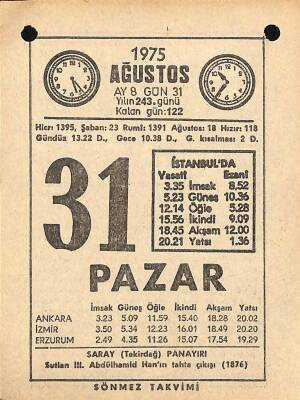 1975
AĞUSTOS
AY 8 GÜN 31
Yılın 243. günü
Kalan gün: 122
Hicrî 1395, Şaban: 23 Rumî: 1391 Ağustos: 18 Hızır: 118
Gündüz 13.22 D., Gece 10.38 D., G. kısalması 2 D.
31
İSTANBUL'DA
Vasatî Ezanî
3.35 İmsak 8,52
5.23 Güneş 10.36
12.14 Öğle 5.28
15.56 İkindi 9.09
18.45 Akşam 12.00
20.21 Yatsı 1.36
PAZAR
İmsak Güneş Öğle İkindi Akşam Yatsı
ANKARA 3.23 5.09 11.59 15.40 18.28 20.02
İZMİR 3.50 5.34 12.23 16.01 18.49 20.20
ERZURUM 2.49 4.35 11.26 15.07 17.54 19.29
SARAY (Tekirdağ) PANAYIRI
Sultan III. Abdülhamid Han'ın tahta çıkışı (1876)
SÖNMEZ TAKVİMİ